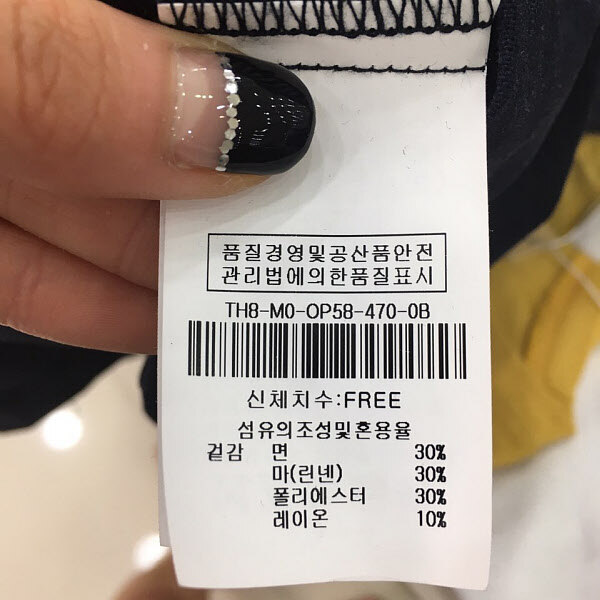 품질경영및공산품안전
관리법에의한품질표시
TH8-M0-OP58-470-0B
신체치수:FREE
섬유의조성및혼용율
겉감 면 30%
마(린넨) 30%
폴리에스터 30%
레이온 10%